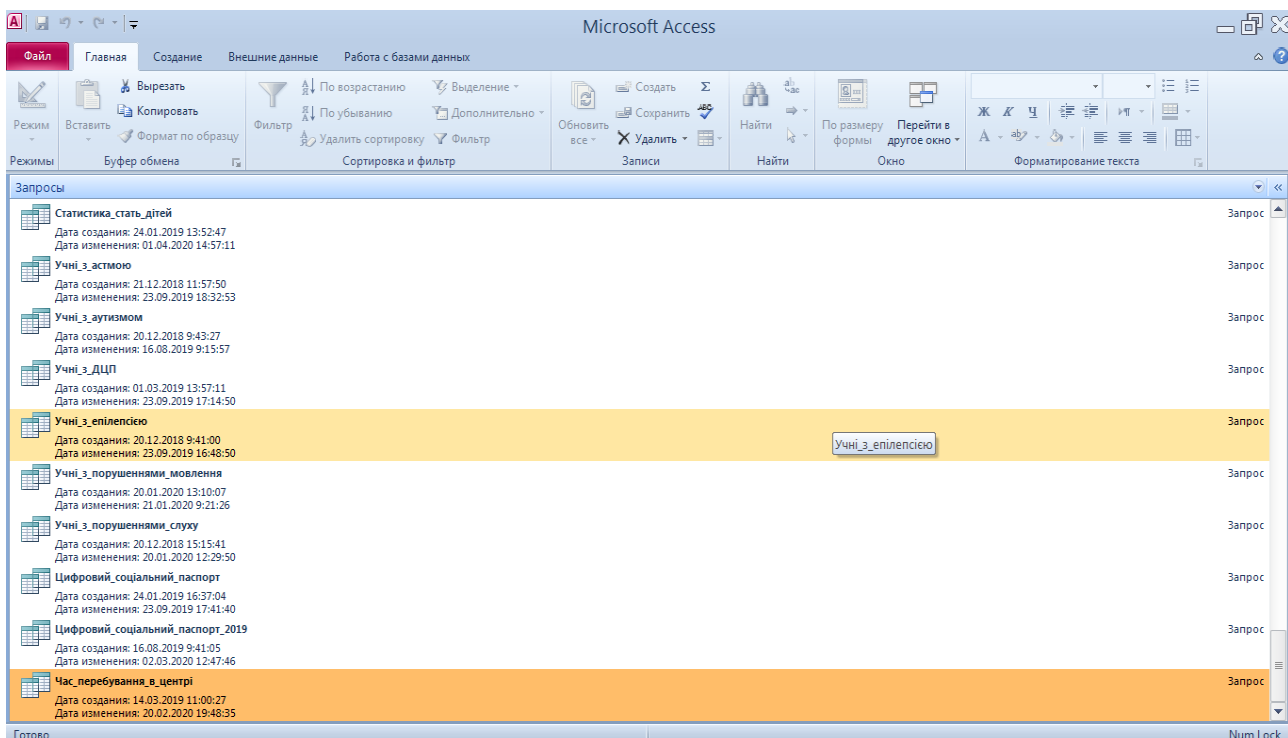 Microsoft Access
Файл Главная Создание Внешние данные Работа с базами данных
Режим
Вставить
Вырезать
Копировать
Формат по образцу
Фильтр
По возрастанию
По убыванию
Удалить сортировку
Выделение
Дополнительно
Фильтр
Обновить все
Создать
Сохранить
Удалить
Найти
По размеру формы
Перейти в другое окно
Ж К Ч
Режимы Буфер обмена Сортировка и фильтр Записи Найти Окно Форматирование текста
Запросы
Статистика_стать_дітей Запрос
Дата создания: 24.01.2019 13:52:47
Дата изменения: 01.04.2020 14:57:11
Учні_з_астмою Запрос
Дата создания: 21.12.2018 11:57:50
Дата изменения: 23.09.2019 18:32:53
Учні_з_аутизмом Запрос
Дата создания: 20.12.2018 9:43:27
Дата изменения: 16.08.2019 9:15:57
Учні_з_ДЦП Запрос
Дата создания: 01.03.2019 13:57:11
Дата изменения: 23.09.2019 17:14:50
Учні_з_епілепсією Запрос
Дата создания: 20.12.2018 9:41:00
Дата изменения: 23.09.2019 16:48:50
Учні_з_епілепсією
Учні_з_порушеннями_мовлення Запрос
Дата создания: 20.01.2020 13:10:07
Дата изменения: 21.01.2020 9:21:26
Учні_з_порушеннями_слуху Запрос
Дата создания: 20.12.2018 15:15:41
Дата изменения: 20.01.2020 12:29:50
Цифровий_соціальний_паспорт Запрос
Дата создания: 24.01.2019 16:37:04
Дата изменения: 23.09.2019 17:41:40
Цифровий_соціальний_паспорт_2019 Запрос
Дата создания: 16.08.2019 9:41:05
Дата изменения: 02.03.2020 12:47:46
Час_перебування_в_центрі Запрос
Дата создания: 14.03.2019 11:00:27
Дата изменения: 20.02.2020 19:48:35
Готово Num Lock